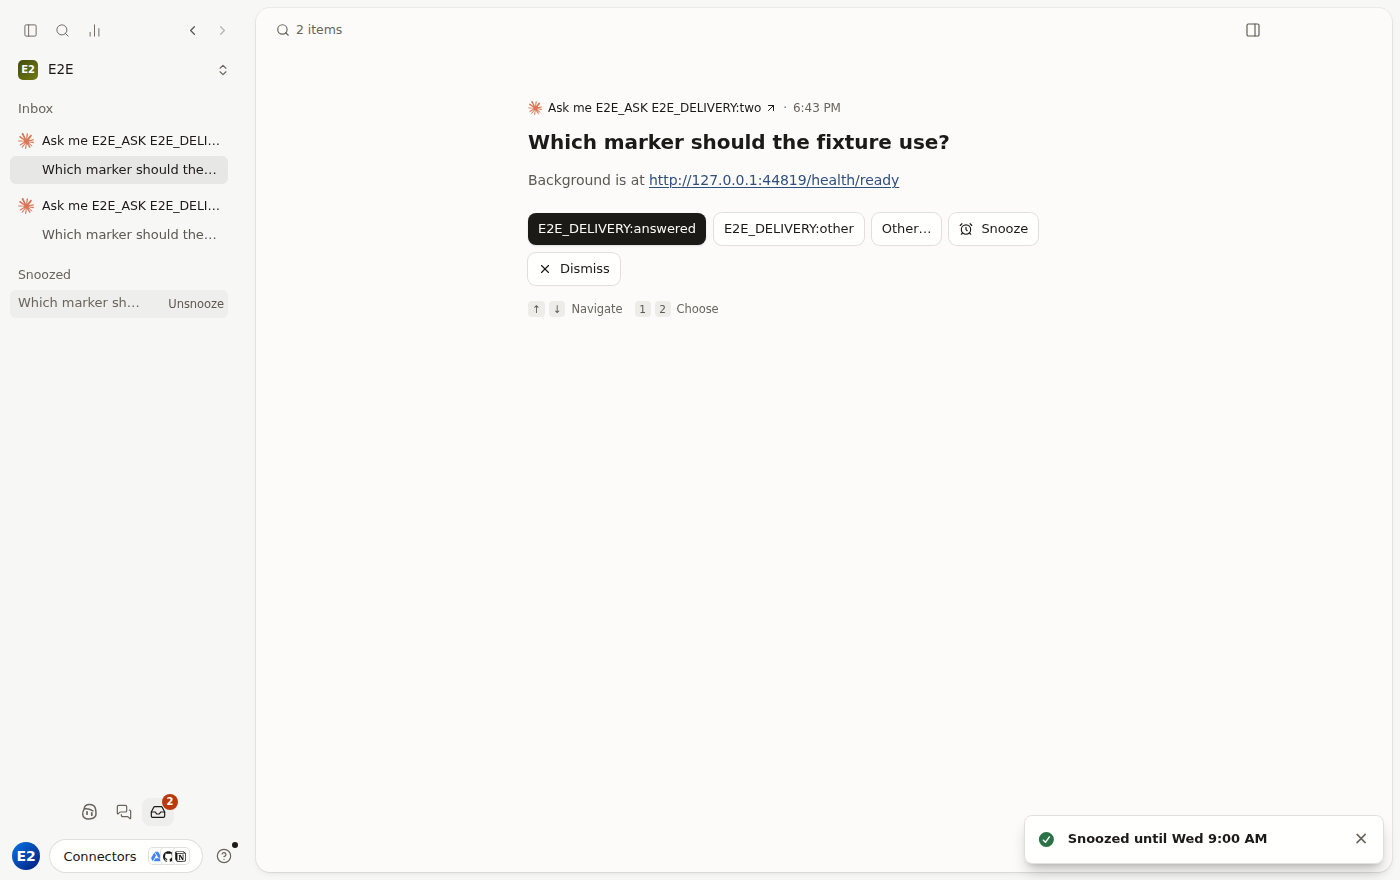 2 items
E2 E2E
Inbox
Ask me E2E_ASK E2E_DELI…
Which marker should the…
Ask me E2E_ASK E2E_DELI…
Which marker should the…
Snoozed
Which marker sh… Unsnooze
Ask me E2E_ASK E2E_DELIVERY:two · 6:43 PM
Which marker should the fixture use?
Background is at http://127.0.0.1:44819/health/ready
E2E_DELIVERY:answered E2E_DELIVERY:other Other… Snooze
Dismiss
↑ ↓ Navigate 1 2 Choose
2
E2 Connectors
Snoozed until Wed 9:00 AM